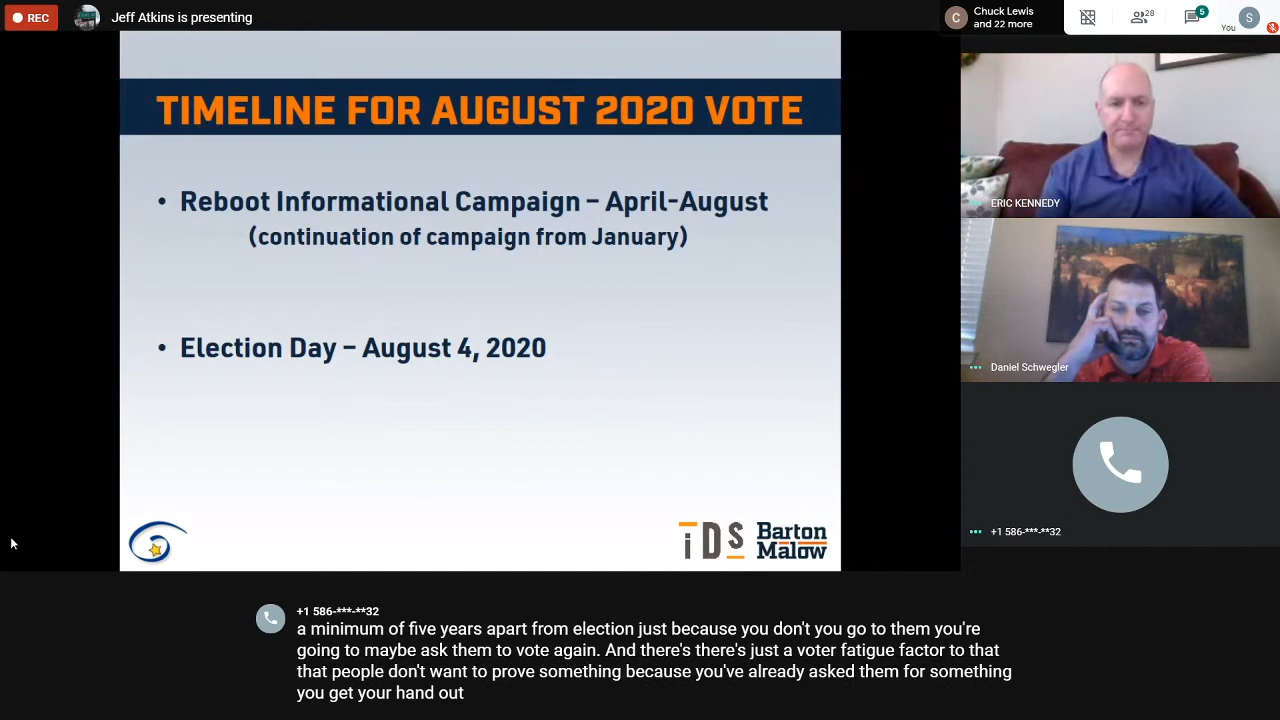 REC
Jeff Atkins is presenting
C
Chuck Lewis
and 22 more
28
5
You
S
TIMELINE FOR AUGUST 2020 VOTE
• Reboot Informational Campaign – April-August
(continuation of campaign from January)
• Election Day – August 4, 2020
iDS
Barton
Malow
ERIC KENNEDY
Daniel Schwegler
+1 586-***-**32
+1 586-***-**32
a minimum of five years apart from election just because you don't you go to them you're
going to maybe ask them to vote again. And there's there's just a voter fatigue factor to that
that people don't want to prove something because you've already asked them for something
you get your hand out